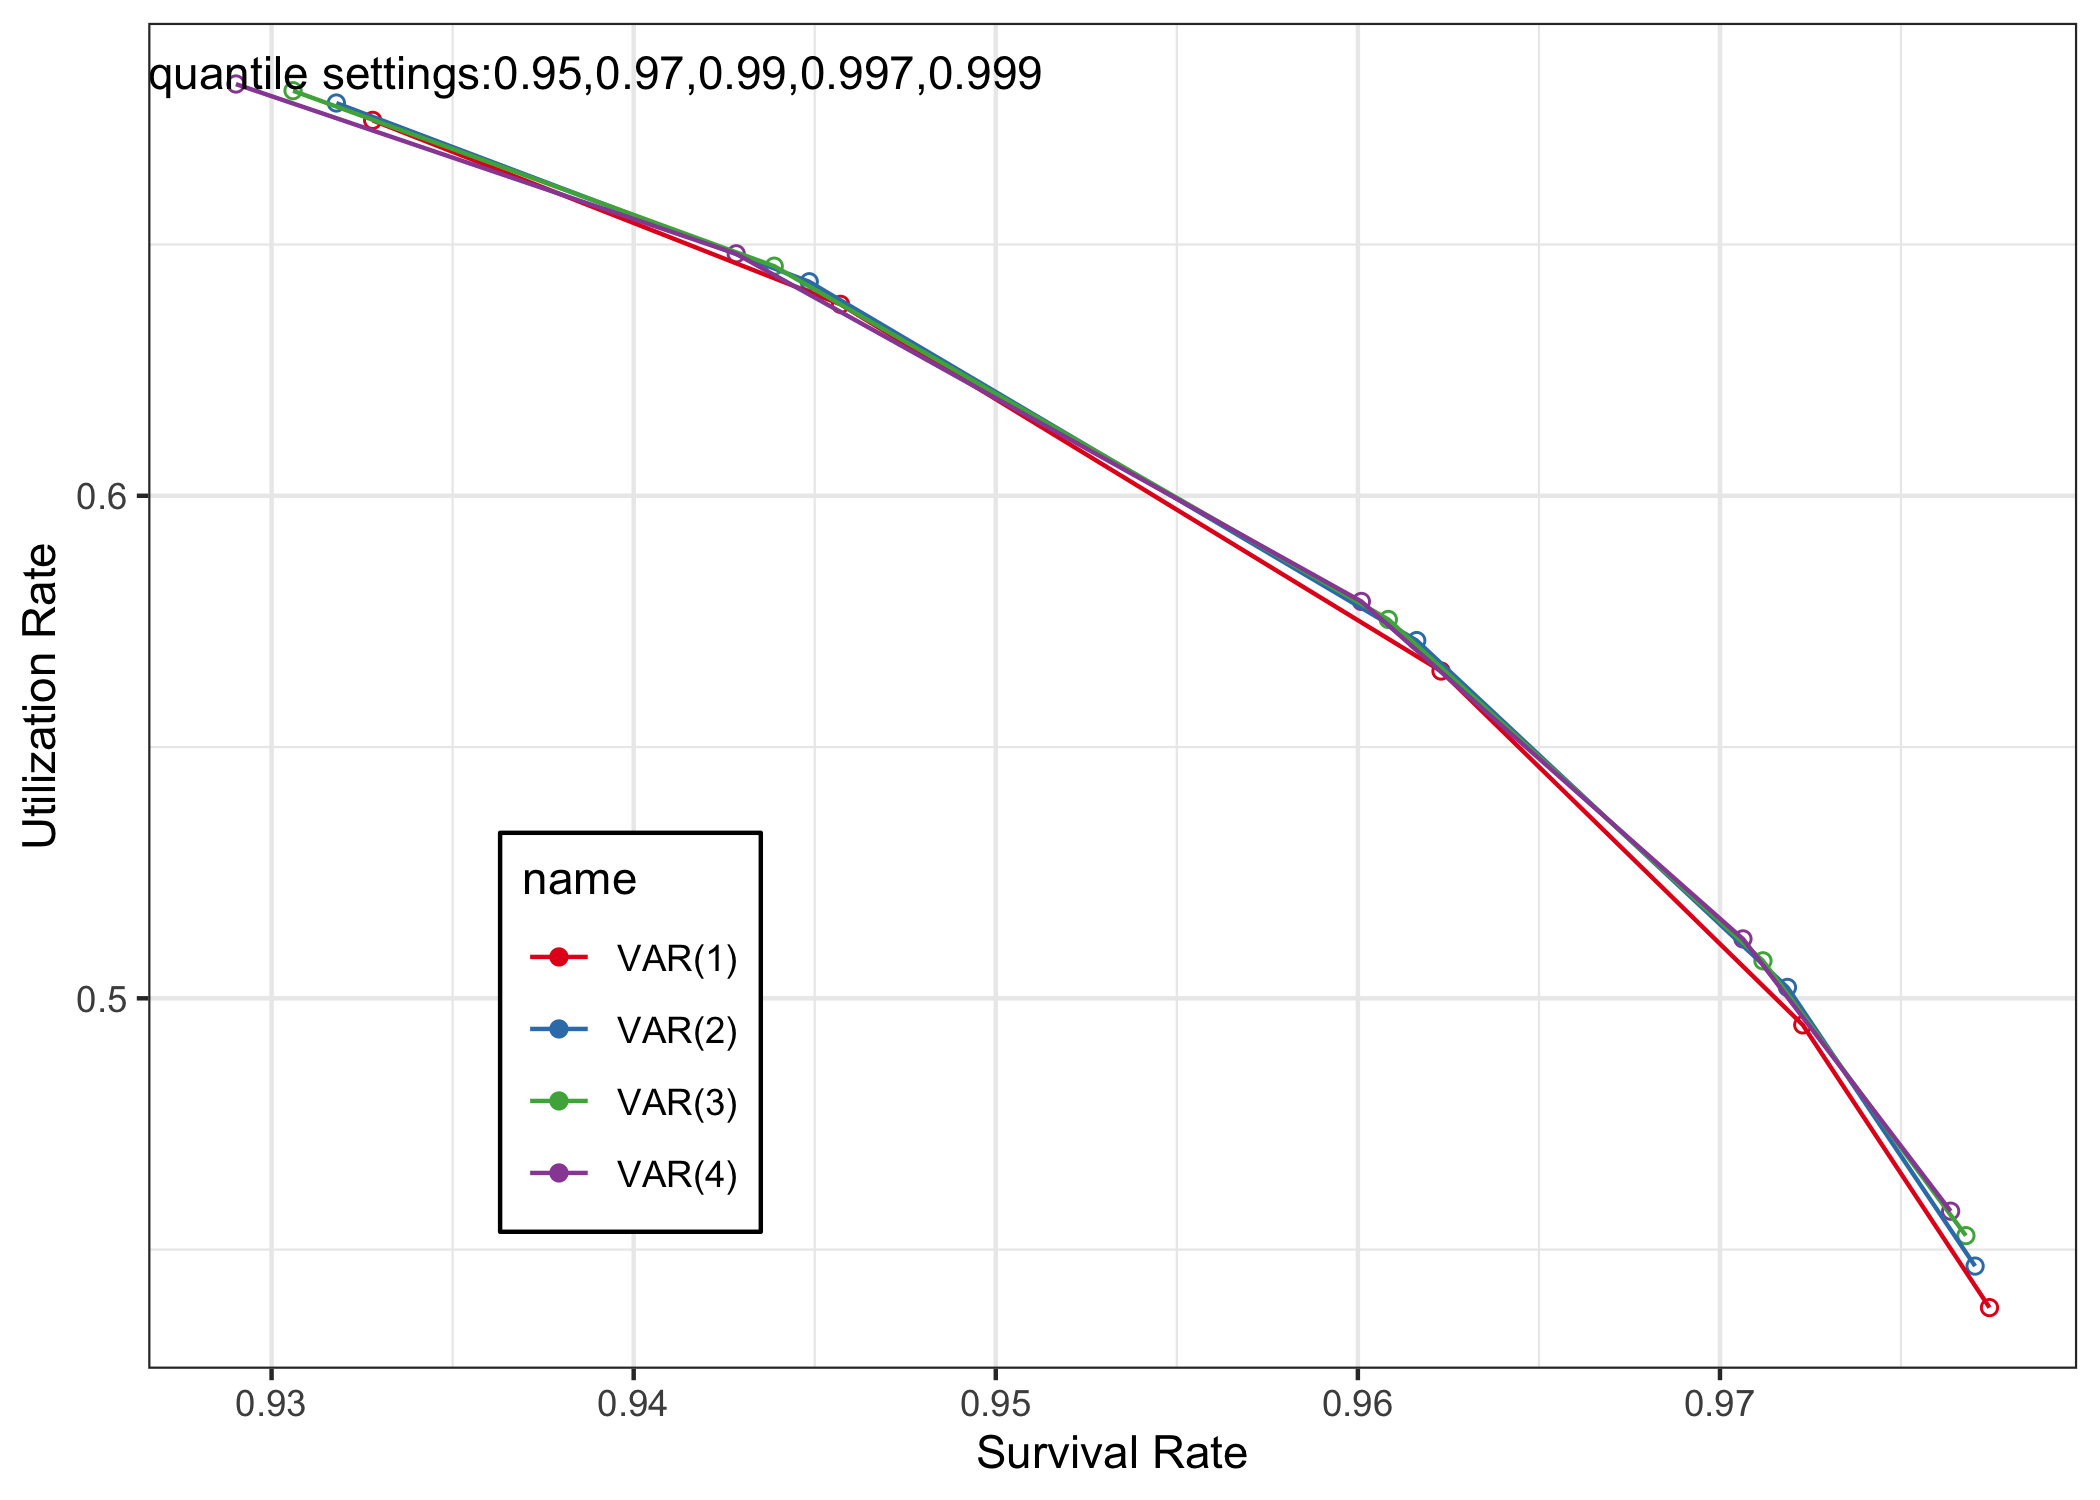 quantile settings:0.95,0.97,0.99,0.997,0.999
0.6
0.5
Utilization Rate
name
VAR(1)
VAR(2)
VAR(3)
VAR(4)
0.93 0.94 0.95 0.96 0.97
Survival Rate